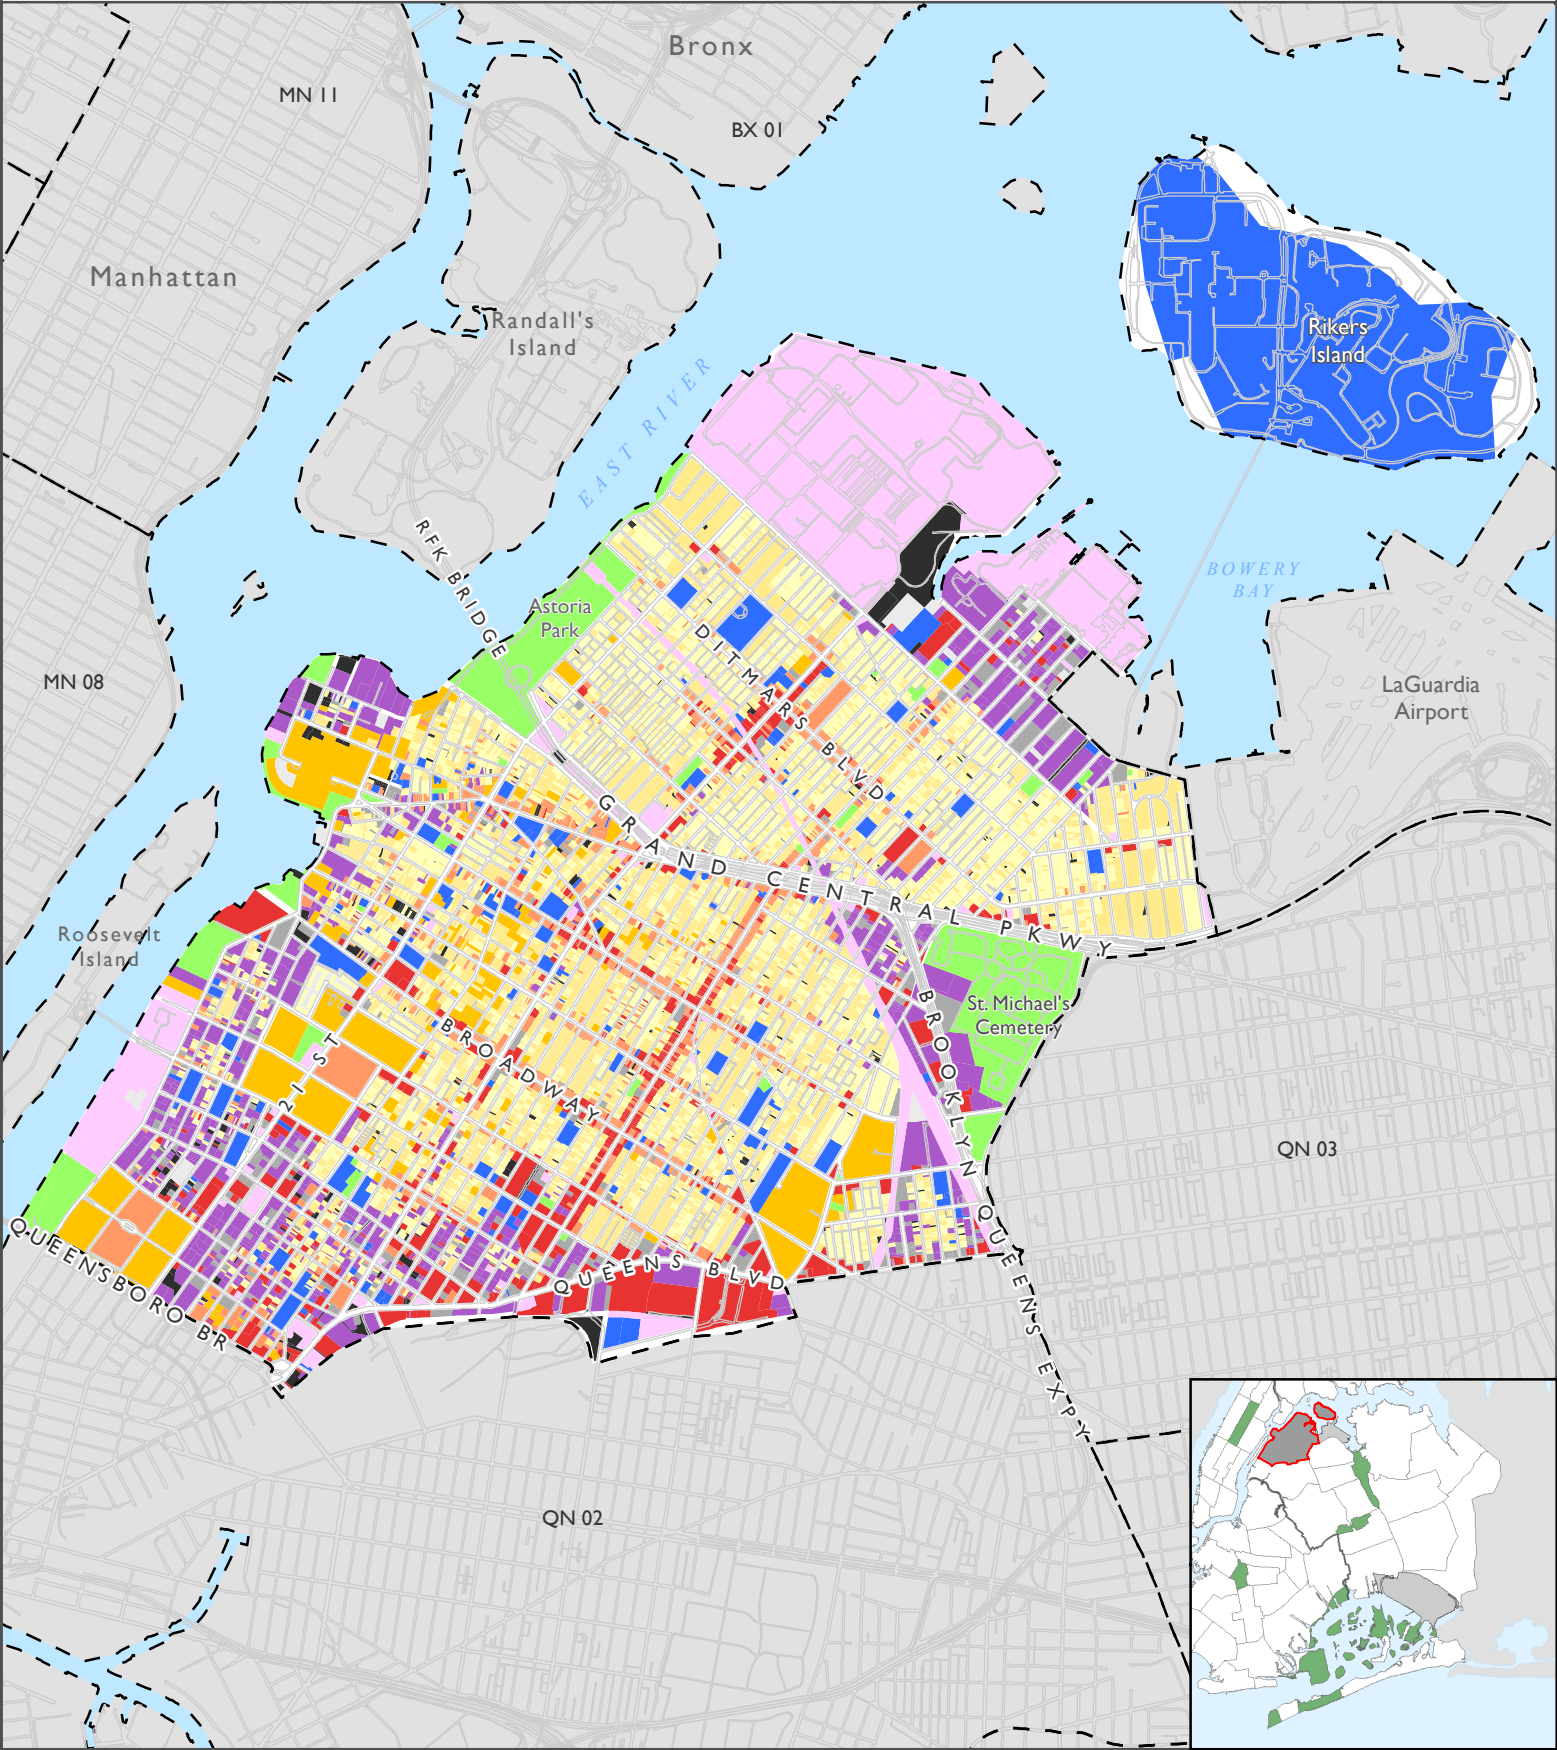 Bronx
MN 11
BX 01
Manhattan
Randall's
Island
Rikers
Island
EAST RIVER
RFK BRIDGE
BOWERY
BAY
Astoria
Park
DITMARS BLVD
MN 08
LaGuardia
Airport
GRAND CENTRAL PKWY
Roosevelt
Island
St. Michael's
Cemetery
BROADWAY
21 ST
BROOKLYN QUEENS EXPY
QN 03
QUEENSBORO BR
QUEENS BLVD
QN 02